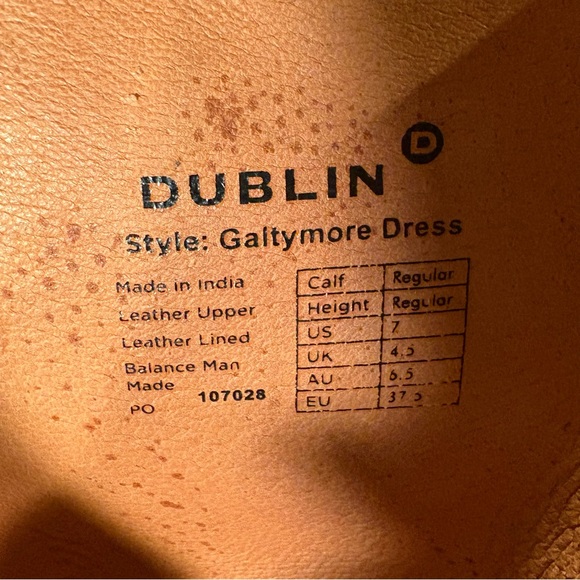 D
DUBLIN
Style: Galtymore Dress
Made in India
Leather Upper
Leather Lined
Balance Man
Made
PO 107028
Calf Regular
Height Regular
US 7
UK 4.5
AU 6.5
EU 37.5